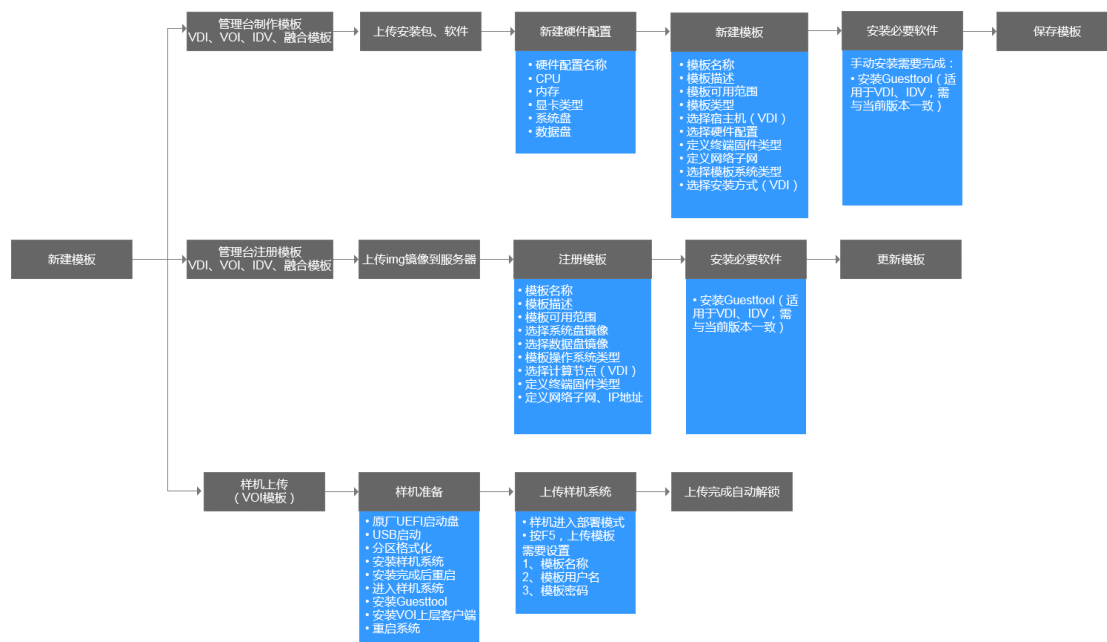 管理台制作模板
VDI、VOI、IDV、融合模板
上传安装包、软件
新建硬件配置
新建模板
安装必要软件
保存模板
• 硬件配置名称
• CPU
• 内存
• 显卡类型
• 系统盘
• 数据盘
• 模板名称
• 模板描述
• 模板可用范围
• 模板类型
• 选择宿主机（VDI）
• 选择硬件配置
• 定义终端固件类型
• 定义网络子网
• 选择模板系统类型
• 选择安装方式（VDI）
手动安装需要完成：
• 安装Guesttool（适
用于VDI、IDV，需
与当前版本一致）
新建模板
管理台注册模板
VDI、VOI、IDV、融合模板
上传img镜像到服务器
注册模板
安装必要软件
更新模板
• 模板名称
• 模板描述
• 模板可用范围
• 选择系统盘镜像
• 选择数据盘镜像
• 模板操作系统类型
• 选择计算节点（VDI）
• 定义终端固件类型
• 定义网络子网、IP地址
• 安装Guesttool（适
用于VDI、IDV，需
与当前版本一致）
样机上传
（VOI模板）
样机准备
上传样机系统
上传完成自动解锁
• 原厂UEFI启动盘
• USB启动
• 分区格式化
• 安装样机系统
• 安装完成后重启
• 进入样机系统
• 安装Guesttool
• 安装VOI上层客户端
• 重启系统
• 样机进入部署模式
• 按F5，上传模板
需要设置
1、模板名称
2、模板用户名
3、模板密码